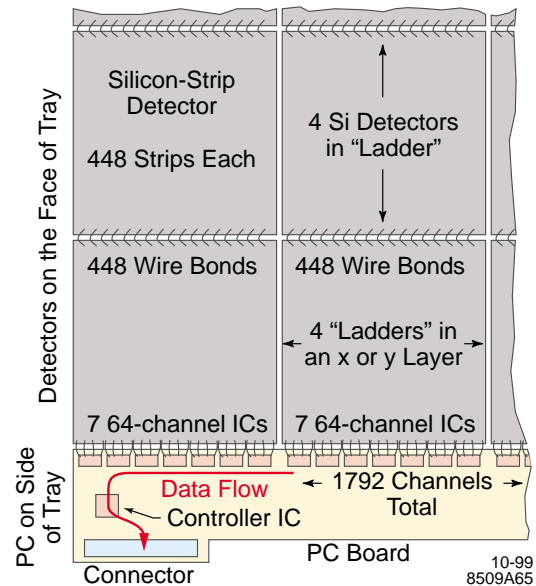 Detectors on the Face of Tray
Silicon-Strip
Detector
448 Strips Each
4 Si Detectors
in “Ladder”
448 Wire Bonds
448 Wire Bonds
4 “Ladders” in
an x or y Layer
7 64-channel ICs
7 64-channel ICs
PC on Side
of Tray
Data Flow
1792 Channels
Total
Controller IC
PC Board
Connector
10-99
8509A65